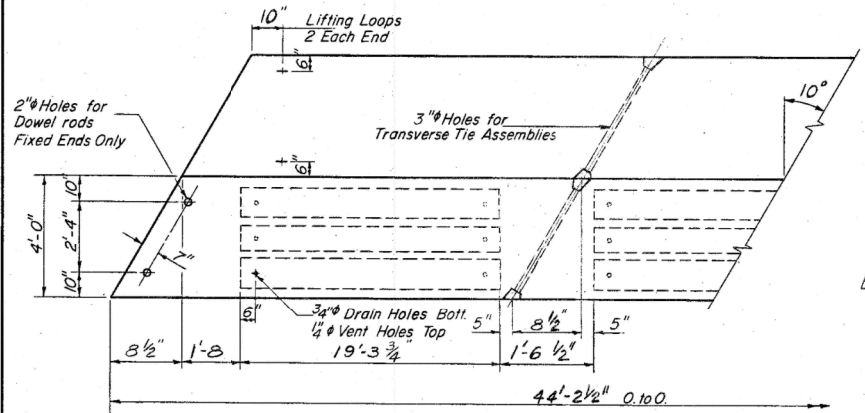 10" Lifting Loops
2 Each End
6"
2"φ Holes for
Dowel rods
Fixed Ends Only
3"φ Holes for
Transverse Tie Assemblies
10°
6"
4'-0"
10"
2'-4"
10"
7"
6"
3/4"φ Drain Holes Bott.
1/4"φ Vent Holes Top
5"
8 1/2"
5"
8 1/2"
1'-8
19'-3 3/4"
1'-6 1/2"
44'-2 1/2" O. to O.